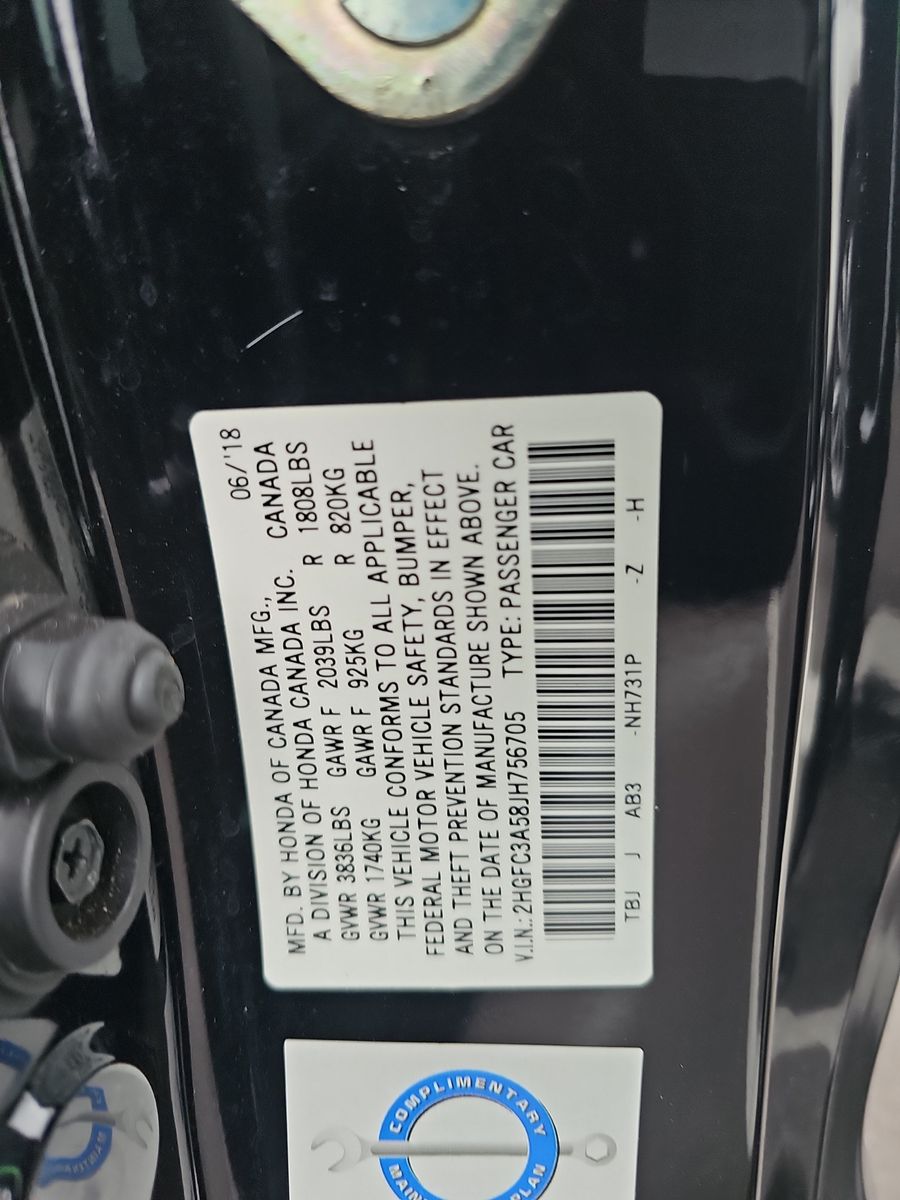 06/'18
MFD. BY HONDA OF CANADA MFG.,
A DIVISION OF HONDA CANADA INC. CANADA
GVWR 3836LBS GAWR F 2039LBS R 1808LBS
GVWR 1740KG GAWR F 925KG R 820KG
THIS VEHICLE CONFORMS TO ALL APPLICABLE
FEDERAL MOTOR VEHICLE SAFETY, BUMPER,
AND THEFT PREVENTION STANDARDS IN EFFECT
ON THE DATE OF MANUFACTURE SHOWN ABOVE.
V.I.N.: 2HGFC3A58JH756705 TYPE: PASSENGER CAR
TBJ J AB3 -NH731P -Z -H
COMPLIMENTARY
MAIN PLAN